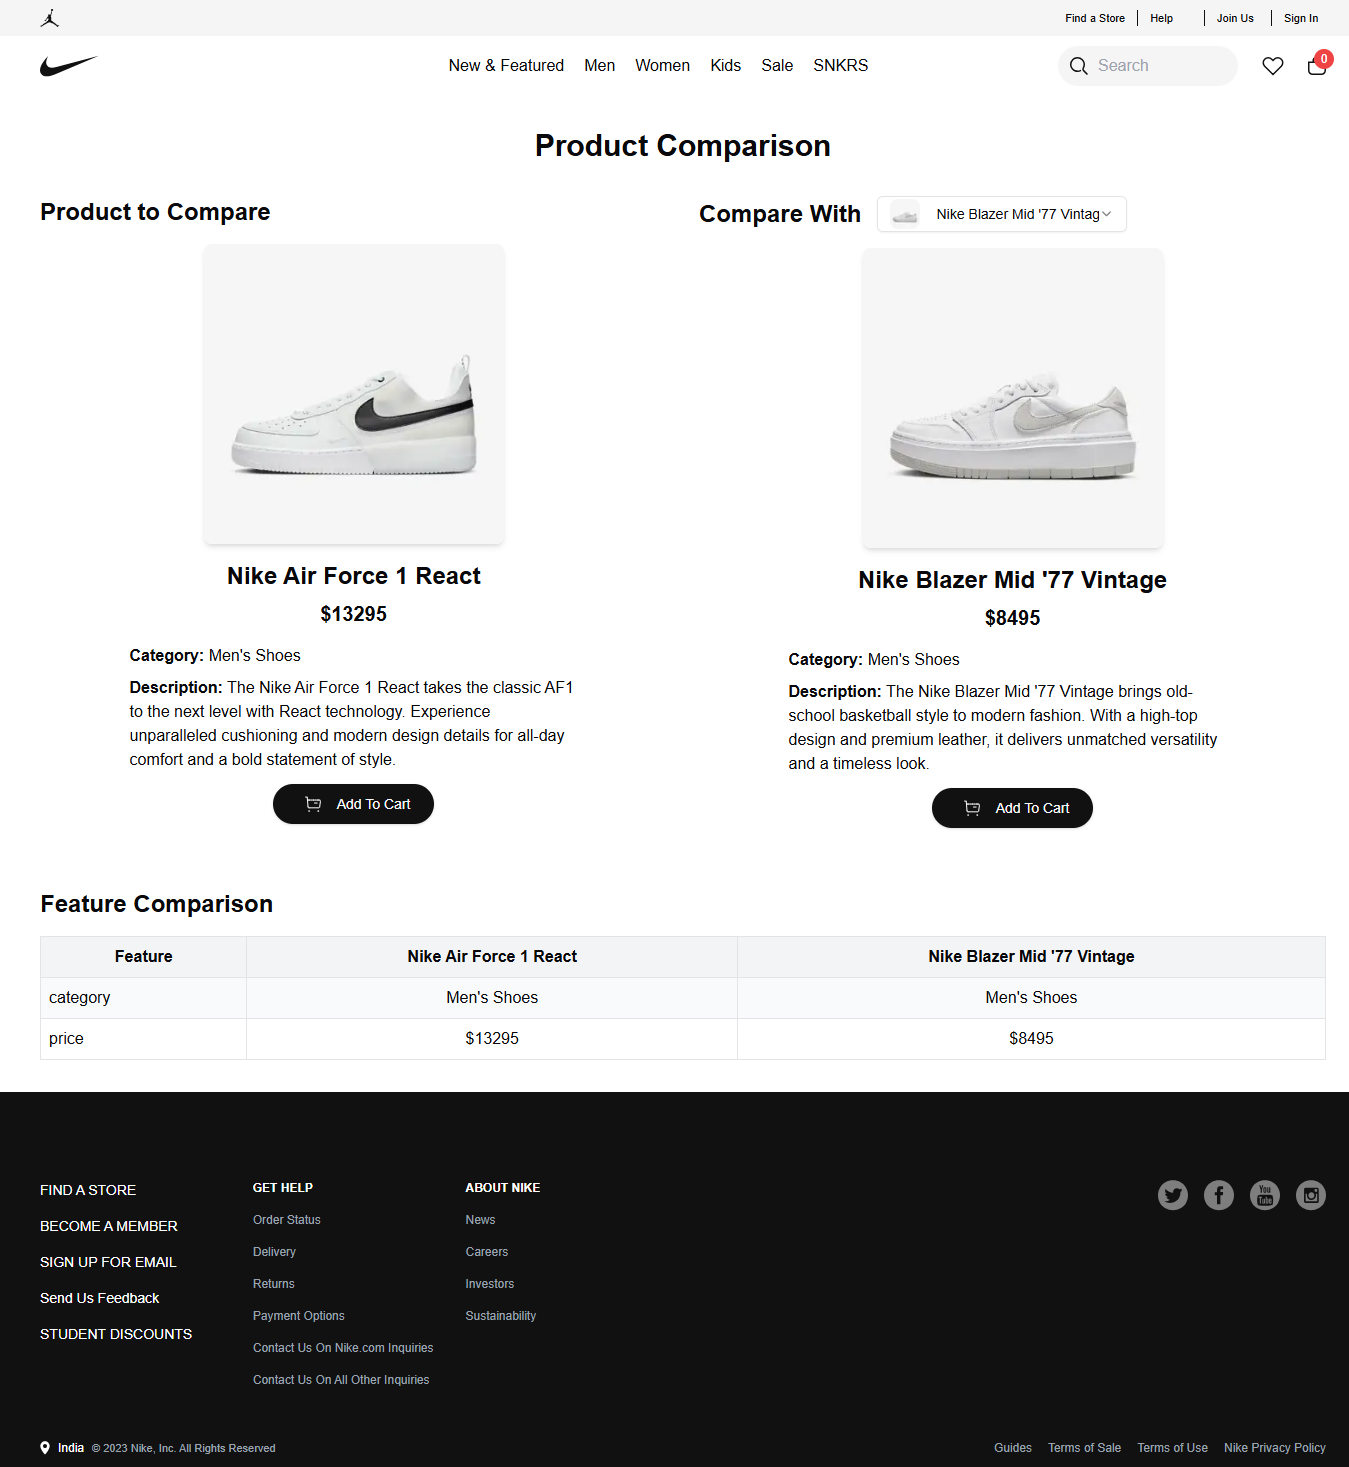 Find a Store
Help
Join Us
Sign In
New & Featured
Men
Women
Kids
Sale
SNKRS
Search
0
Product Comparison
Product to Compare
Compare With
Nike Blazer Mid '77 Vintag
Nike Air Force 1 React
$13295
Category: Men's Shoes
Description: The Nike Air Force 1 React takes the classic AF1
to the next level with React technology. Experience
unparalleled cushioning and modern design details for all-day
comfort and a bold statement of style.
Add To Cart
Nike Blazer Mid '77 Vintage
$8495
Category: Men's Shoes
Description: The Nike Blazer Mid '77 Vintage brings old-
school basketball style to modern fashion. With a high-top
design and premium leather, it delivers unmatched versatility
and a timeless look.
Add To Cart
Feature Comparison
Feature
Nike Air Force 1 React
Nike Blazer Mid '77 Vintage
category
Men's Shoes
Men's Shoes
price
$13295
$8495
FIND A STORE
BECOME A MEMBER
SIGN UP FOR EMAIL
Send Us Feedback
STUDENT DISCOUNTS
GET HELP
Order Status
Delivery
Returns
Payment Options
Contact Us On Nike.com Inquiries
Contact Us On All Other Inquiries
ABOUT NIKE
News
Careers
Investors
Sustainability
You
Tube
India
© 2023 Nike, Inc. All Rights Reserved
Guides
Terms of Sale
Terms of Use
Nike Privacy Policy